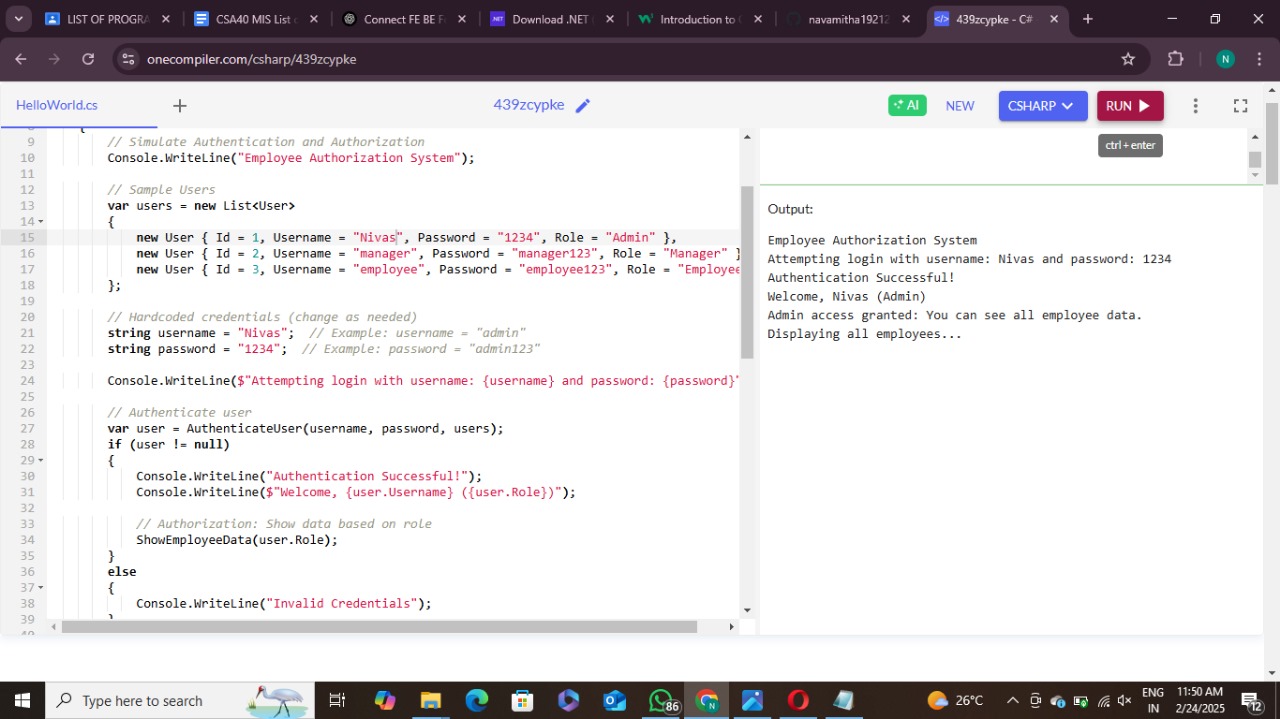 LIST OF PROGRA
CSA40 MIS List c
Connect FE BE F
Download .NET
Introduction to
navamitha19212
439zcypke - C#
onecompiler.com/csharp/439zcypke
N
HelloWorld.cs
439zcypke
AI
NEW
CSHARP
RUN
ctrl+enter
9 // Simulate Authentication and Authorization
10 Console.WriteLine("Employee Authorization System");
11
12 // Sample Users
13 var users = new List<User>
14 {
15 new User { Id = 1, Username = "Nivas", Password = "1234", Role = "Admin" },
16 new User { Id = 2, Username = "manager", Password = "manager123", Role = "Manager" }
17 new User { Id = 3, Username = "employee", Password = "employee123", Role = "Employee
18 };
19
20 // Hardcoded credentials (change as needed)
21 string username = "Nivas"; // Example: username = "admin"
22 string password = "1234"; // Example: password = "admin123"
23
24 Console.WriteLine($"Attempting login with username: {username} and password: {password}"
25
26 // Authenticate user
27 var user = AuthenticateUser(username, password, users);
28 if (user != null)
29 {
30 Console.WriteLine("Authentication Successful!");
31 Console.WriteLine($"Welcome, {user.Username} ({user.Role})");
32
33 // Authorization: Show data based on role
34 ShowEmployeeData(user.Role);
35 }
36 else
37 {
38 Console.WriteLine("Invalid Credentials");
39 }
Output:
Employee Authorization System
Attempting login with username: Nivas and password: 1234
Authentication Successful!
Welcome, Nivas (Admin)
Admin access granted: You can see all employee data.
Displaying all employees...
Type here to search
86
26°C
ENG
IN
11:50 AM
2/24/2025
12